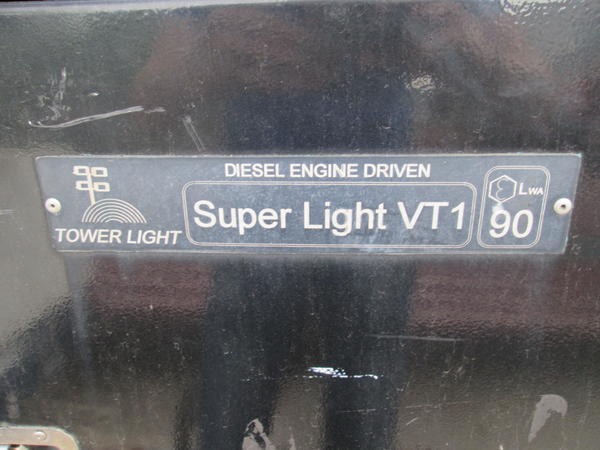 DIESEL ENGINE DRIVEN
TOWER LIGHT
Super Light VT1
LWA
90